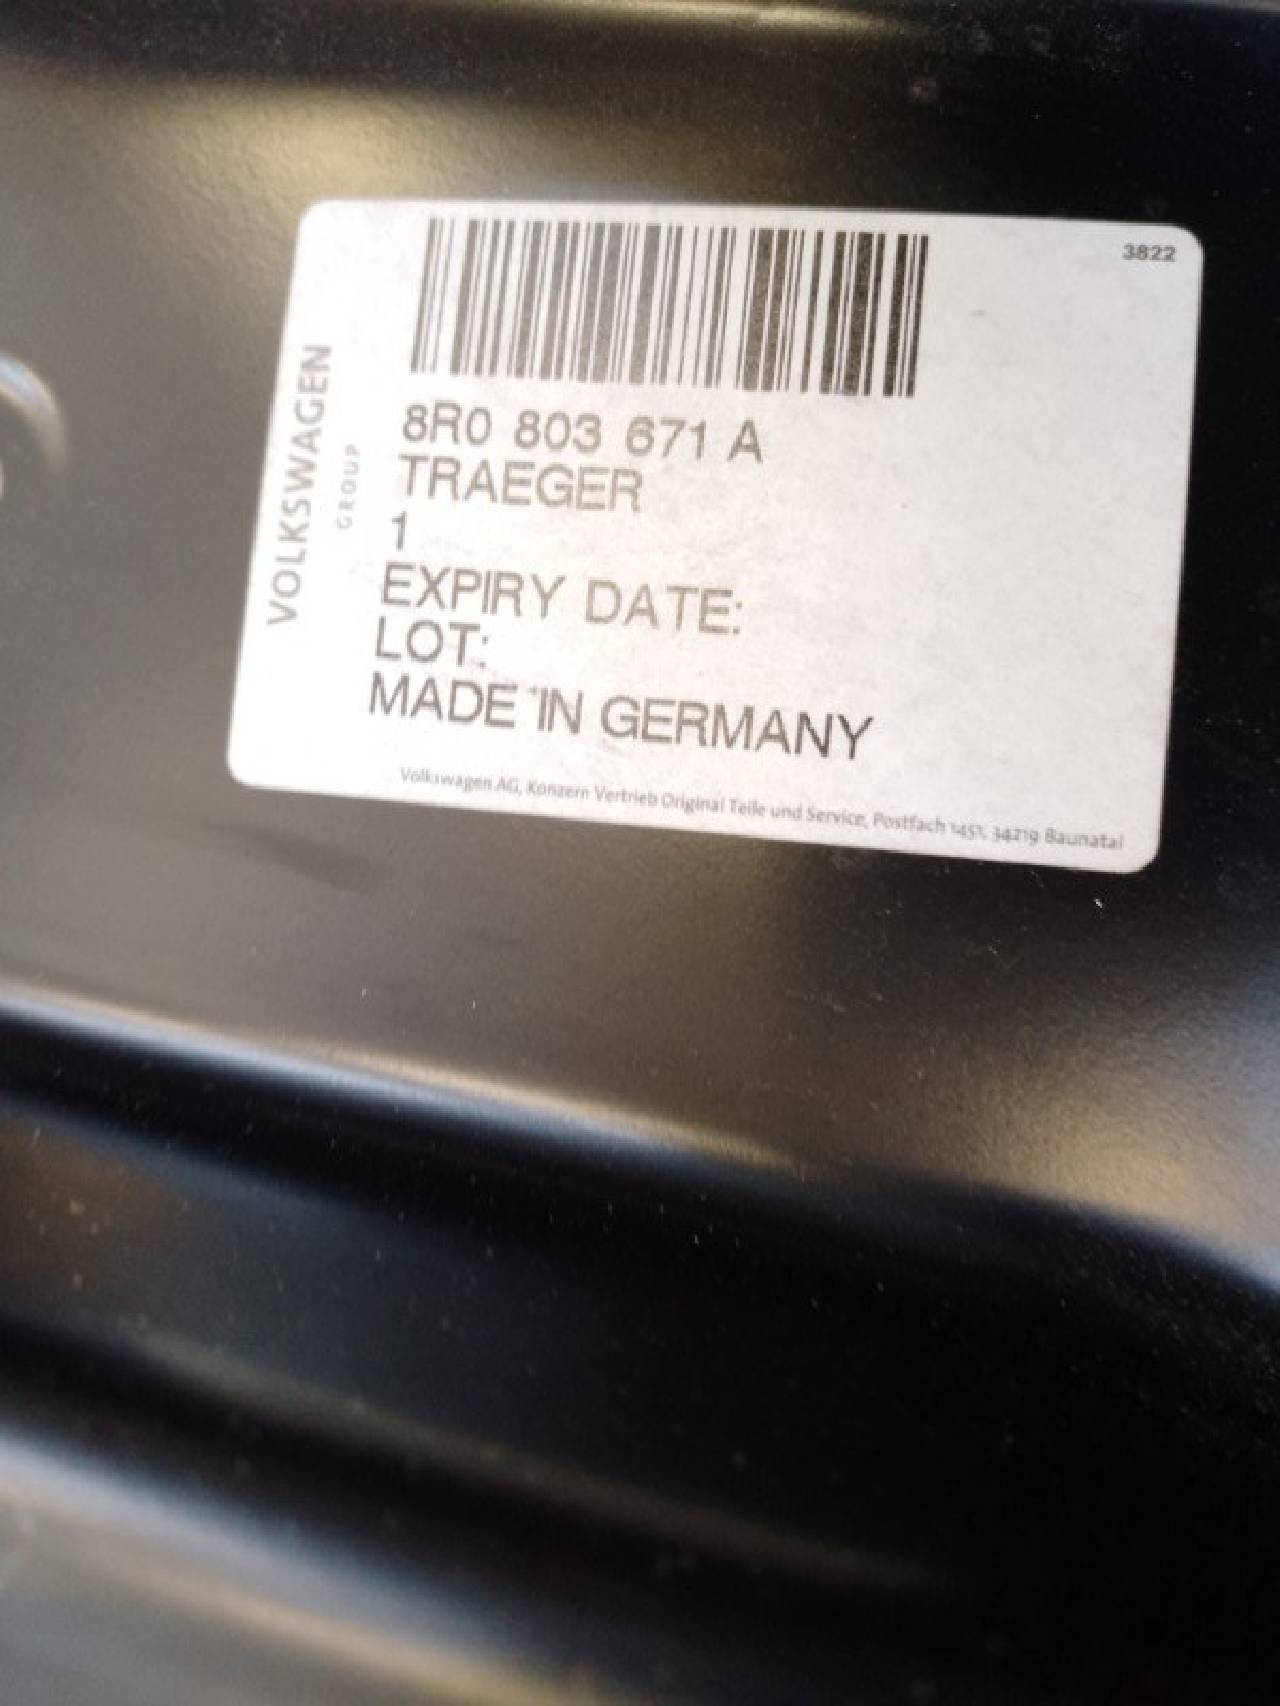 3822
VOLKSWAGEN
GROUP
8R0 803 671 A
TRAEGER
1
EXPIRY DATE:
LOT:
MADE IN GERMANY
Volkswagen AG, Konzern Vertrieb Original Teile und Service, Postfach 1451, 34219 Baunatal